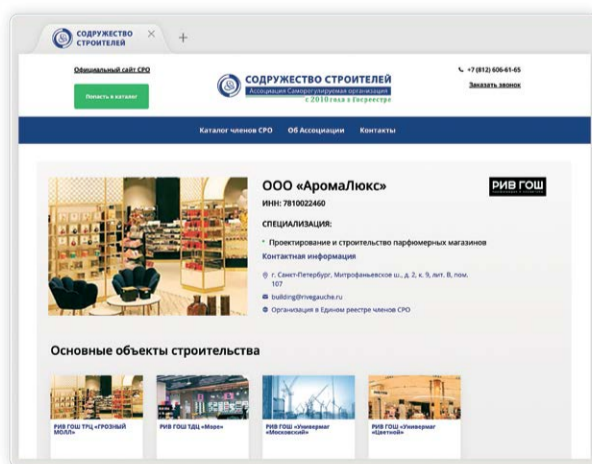 СОДРУЖЕСТВО
СТРОИТЕЛЕЙ
Официальный сайт СРО
Попасть в каталог
СОДРУЖЕСТВО СТРОИТЕЛЕЙ
Ассоциация Саморегулируемая организация
с 2010 года в Госреестре
+7 (812) 606-61-65
Заказать звонок
Каталог членов СРО Об Ассоциации Контакты
ООО «АромаЛюкс»
РИВ ГОШ
ИНН: 7810022460
СПЕЦИАЛИЗАЦИЯ:
Проектирование и строительство парфюмерных магазинов
Контактная информация
г. Санкт-Петербург, Митрофаньевское ш., д. 2, к. 9, лит. В, пом.
107
building@rivegauche.ru
Организация в Едином реестре членов СРО
Основные объекты строительства
РИВ ГОШ ТРЦ «ГРОЗНЫЙ
МОЛЛ»
РИВ ГОШ ТДЦ «Море»
РИВ ГОШ «Универмаг
«Московский»
РИВ ГОШ «Универмаг
«Цветной»